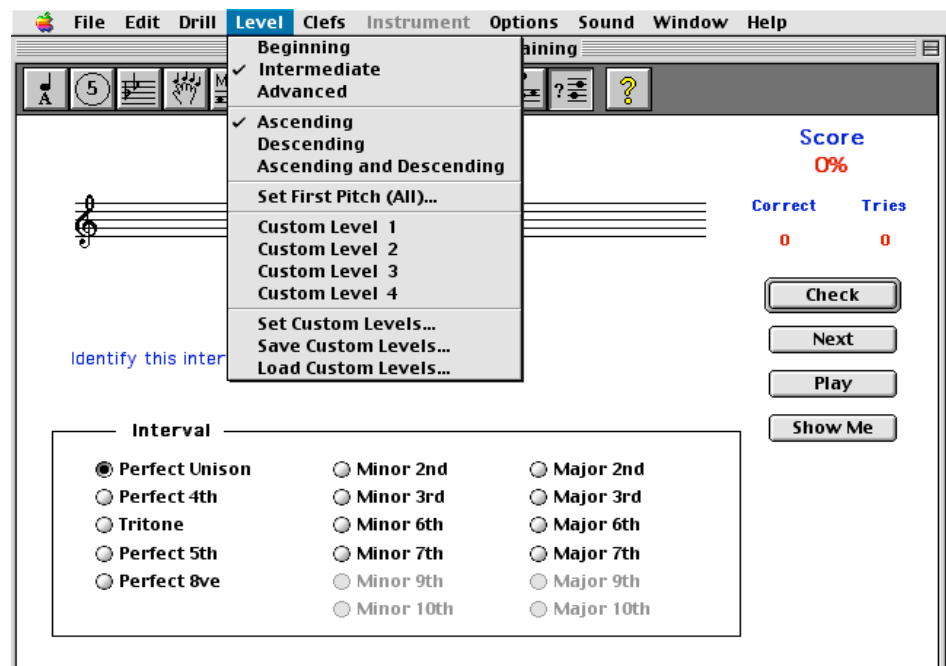 File Edit Drill Level Clefs Instrument Options Sound Window Help
aining
A 5 M ? ?
Beginning
✓ Intermediate
Advanced
✓ Ascending
Descending
Ascending and Descending
Set First Pitch (All)...
Custom Level 1
Custom Level 2
Custom Level 3
Custom Level 4
Set Custom Levels...
Save Custom Levels...
Load Custom Levels...
Score
0%
Correct Tries
0 0
Check
Next
Play
Show Me
Identify this inter
Interval
Perfect Unison Minor 2nd Major 2nd
Perfect 4th Minor 3rd Major 3rd
Tritone Minor 6th Major 6th
Perfect 5th Minor 7th Major 7th
Perfect 8ve Minor 9th Major 9th
Minor 10th Major 10th